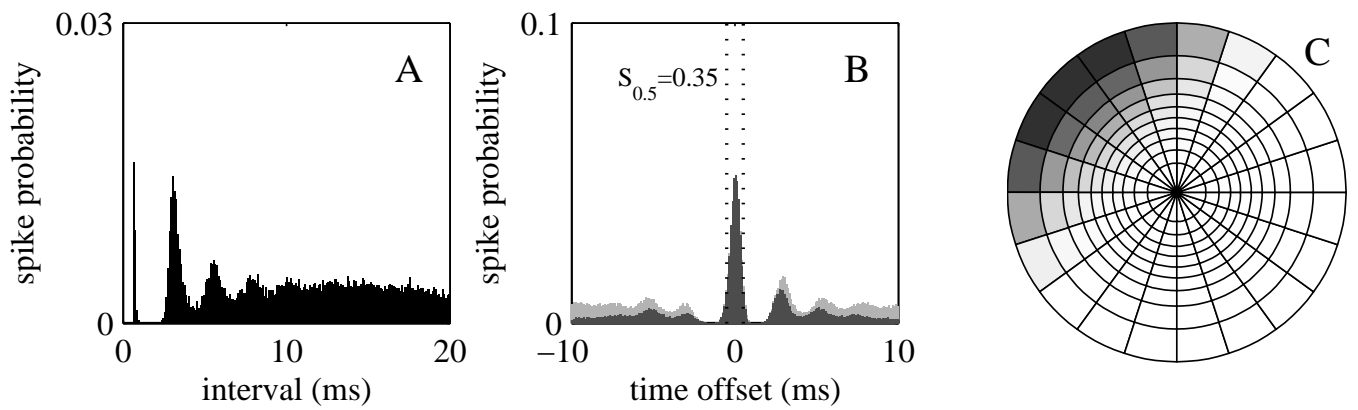 0.03
A
spike probability
0
0
10
20
interval (ms)
0.1
B
S0.5=0.35
spike probability
0
−10
0
10
time offset (ms)
C